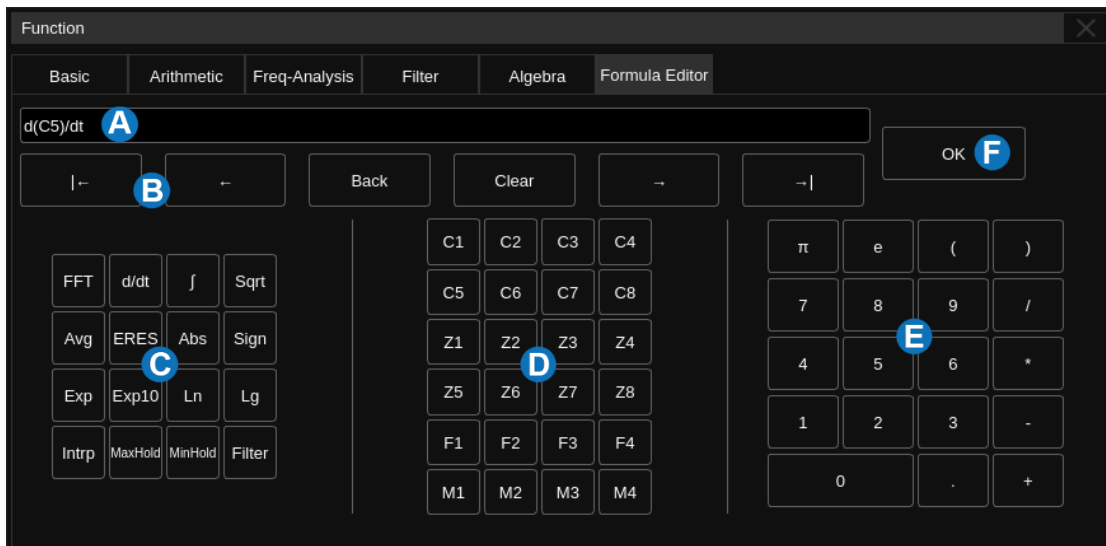 Function
Basic Arithmetic Freq-Analysis Filter Algebra Formula Editor
d(C5)/dt A
OK F
|← B ← Back Clear → →|
FFT d/dt ∫ Sqrt
Avg ERES Abs Sign
C
Exp Exp10 Ln Lg
Intrp MaxHold MinHold Filter
C1 C2 C3 C4
C5 C6 C7 C8
Z1 Z2 Z3 Z4
D
Z5 Z6 Z7 Z8
F1 F2 F3 F4
M1 M2 M3 M4
π e ( )
7 8 9 /
E
4 5 6 *
1 2 3 -
0 . +